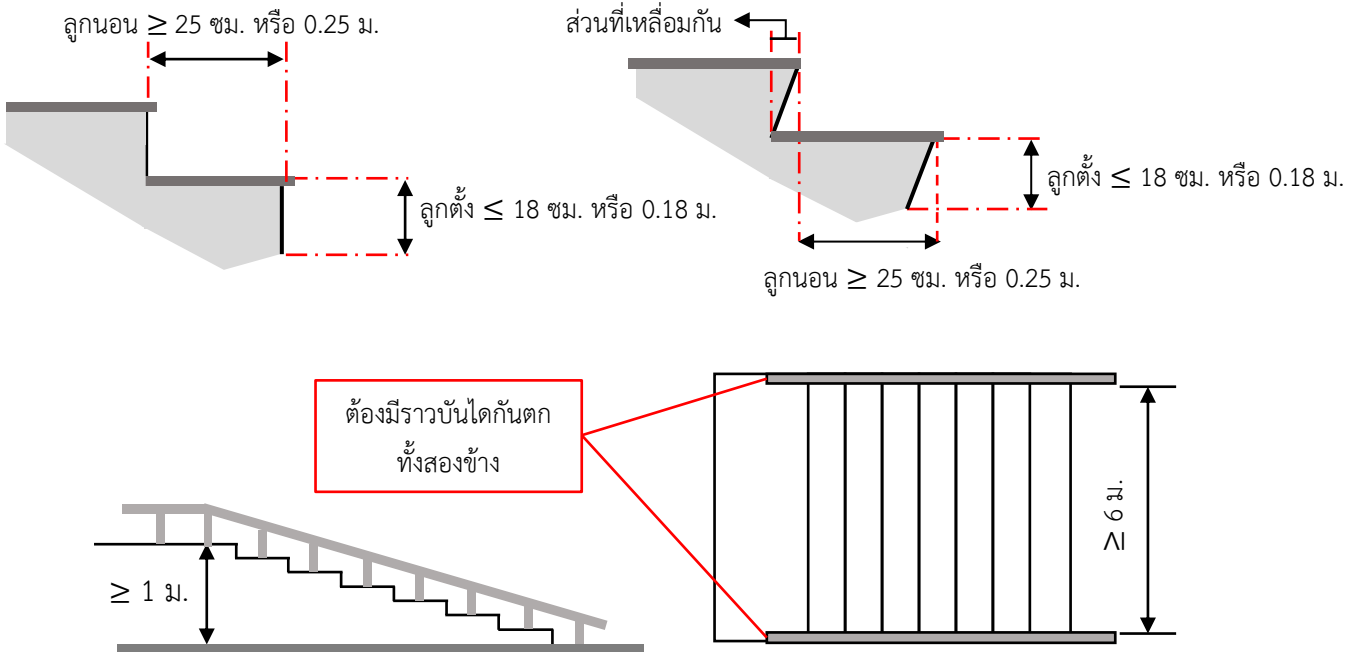 ลูกนอน ≥ 25 ซม. หรือ 0.25 ม.
ส่วนที่เหลื่อมกัน
ลูกตั้ง ≤ 18 ซม. หรือ 0.18 ม.
ลูกตั้ง ≤ 18 ซม. หรือ 0.18 ม.
ลูกนอน ≥ 25 ซม. หรือ 0.25 ม.
ต้องมีราวบันไดกันตก
ทั้งสองข้าง
≥ 1 ม.
≥ 6 ม.